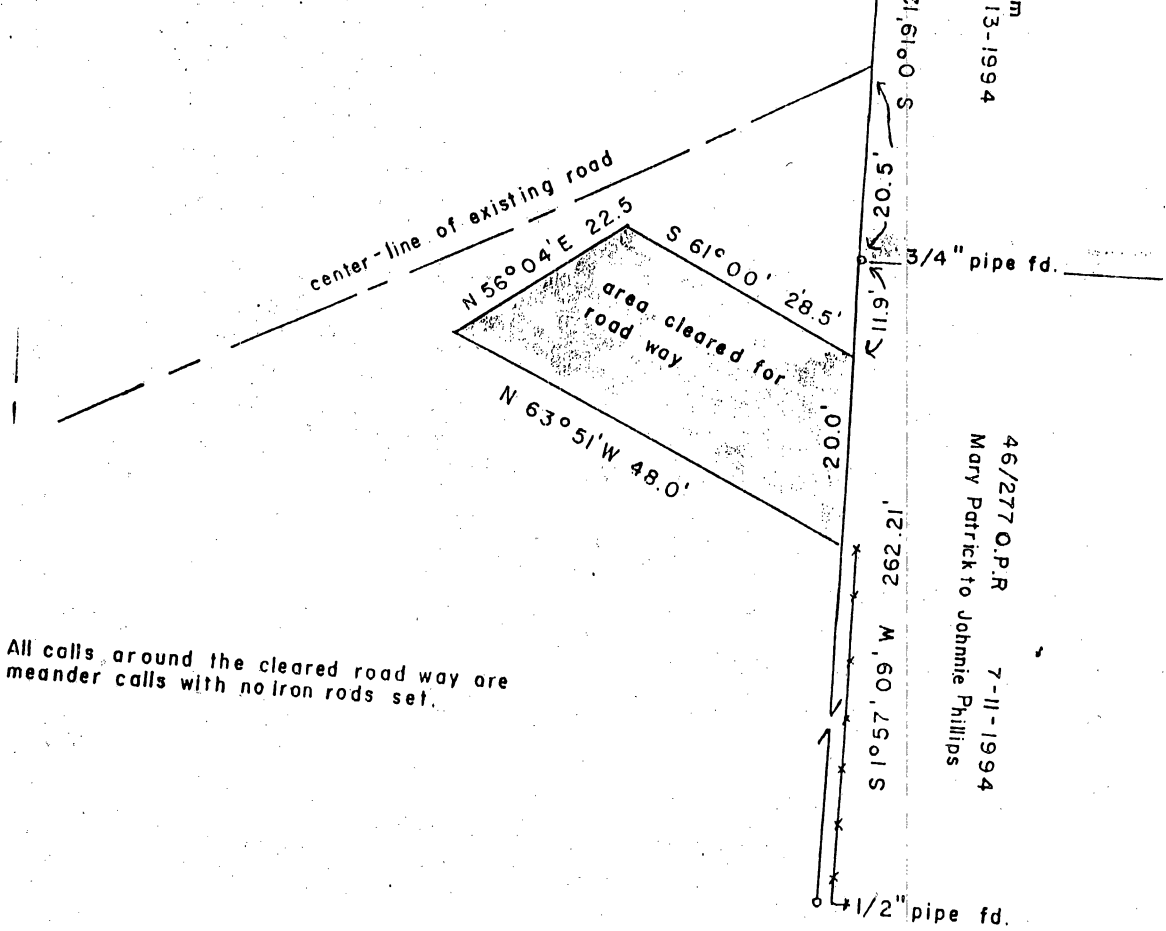 m
13-1994
S 0°19'
20.5'
center-line of existing road
N 56°04'E 22.5
S 61°00' 28.5'
3/4" pipe fd.
11.9'
area cleared for
road way
N 63°51'W 48.0'
20.0'
46/277 O.P.R 7-11-1994
Mary Patrick to Johnnie Phillips
S 1°57'09" W 262.21'
All calls around the cleared road way are
meander calls with no iron rods set.
1/2" pipe fd.